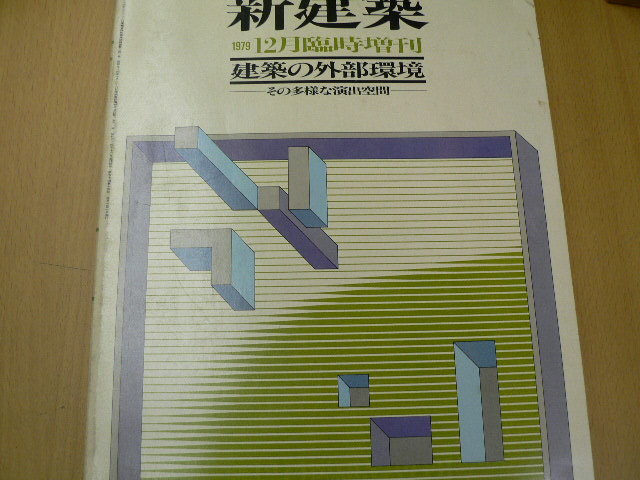 新建築
1979 12月臨時増刊
建築の外部環境
―その多様な演出空間―